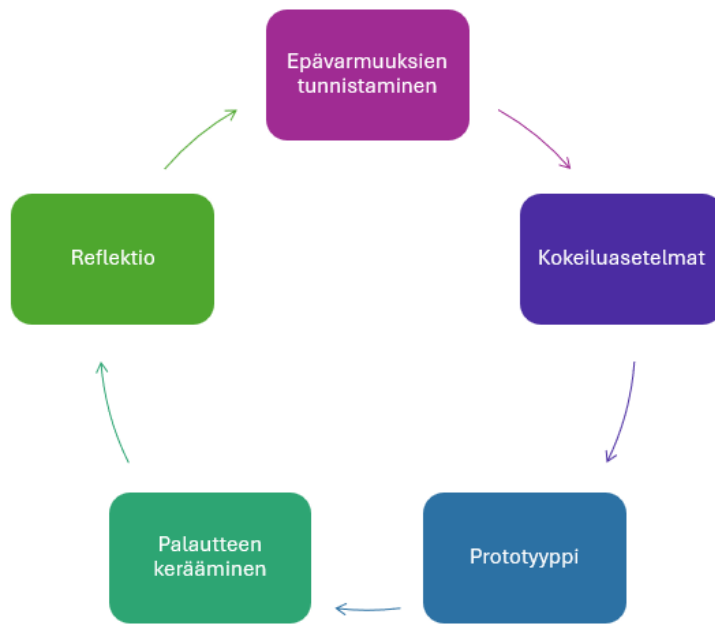 Epävarmuuksien
tunnistaminen
Kokeiluasetelmat
Prototyyppi
Palautteen
kerääminen
Reflektio